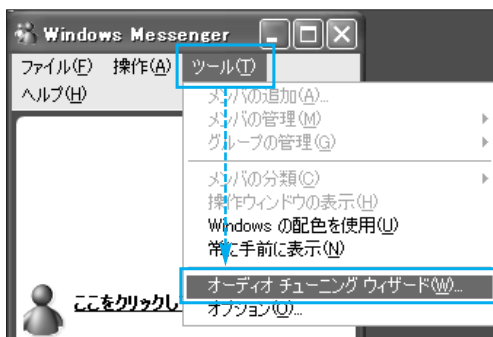 Windows Messenger
ファイル(F) 操作(A) ツール(T)
ヘルプ(H)
メンバの追加(A)...
メンバの管理(M)
グループの管理(G)
メンバの分類(C)
操作ウィンドウの表示(H)
Windows の配色を使用(U)
常に手前に表示(N)
オーディオ チューニング ウィザード(W)...
オプション(O)...
ここをクリックし